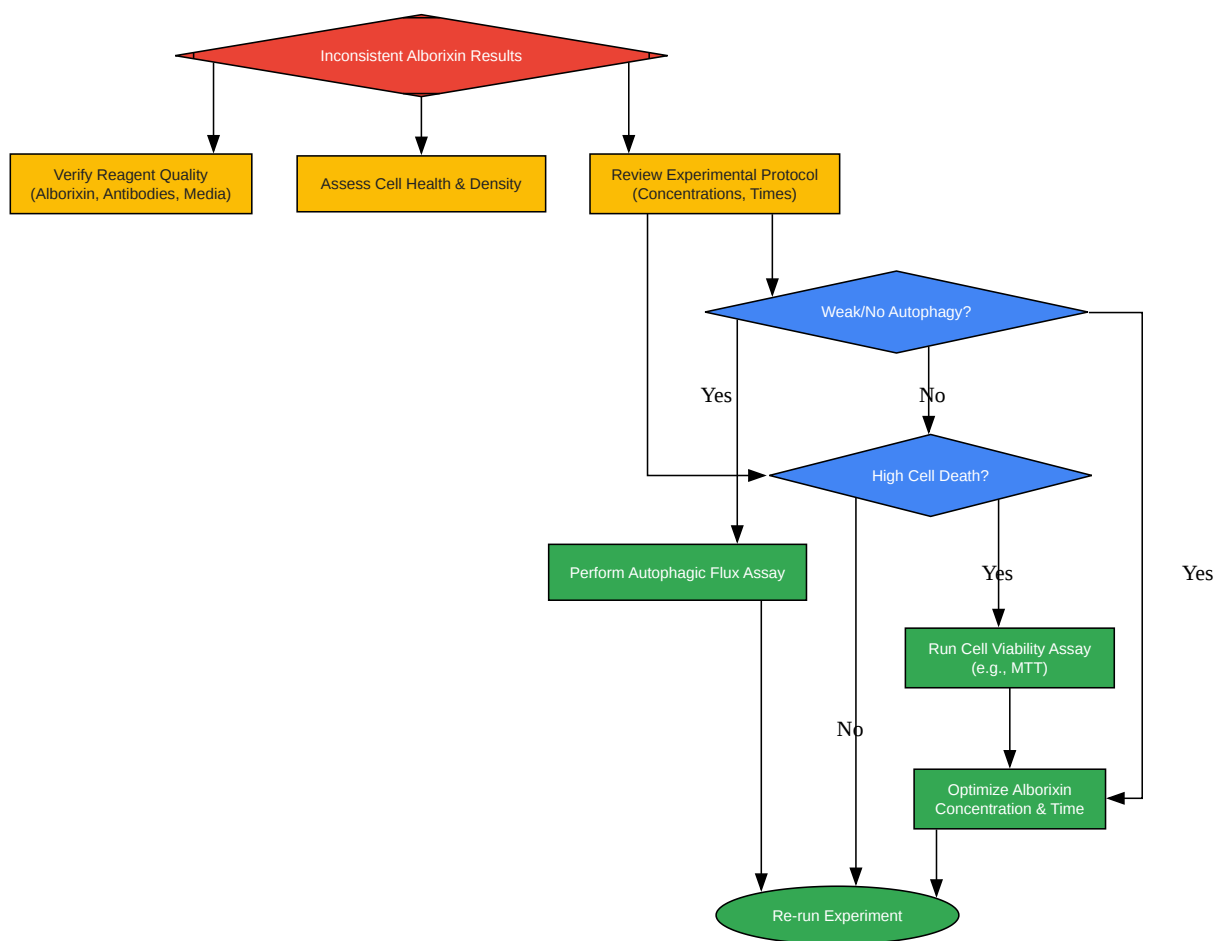 Inconsistent Alborixin Results
Verify Reagent Quality
(Alborixin, Antibodies, Media)
Assess Cell Health & Density
Review Experimental Protocol
(Concentrations, Times)
Weak/No Autophagy?
Yes
No
High Cell Death?
Perform Autophagic Flux Assay
Yes
Yes
Run Cell Viability Assay
(e.g., MTT)
No
Optimize Alborixin
Concentration & Time
Re-run Experiment